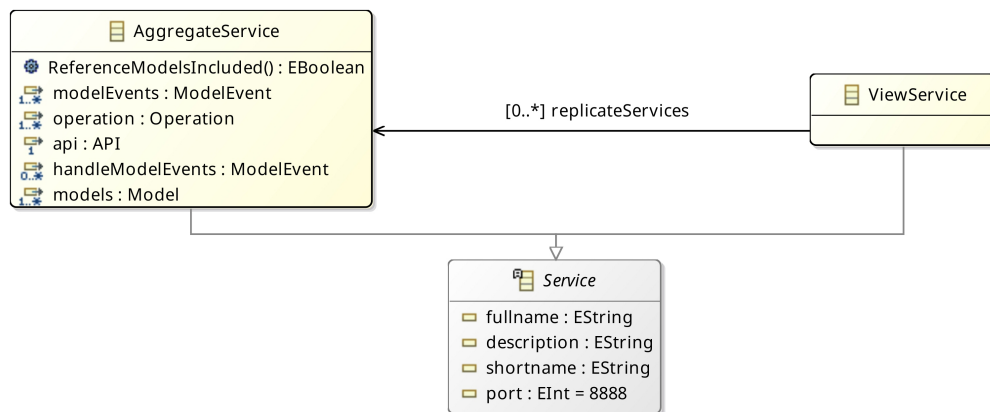 AggregateService
ReferenceModelsIncluded() : EBoolean
1..* modelEvents : ModelEvent
1..* operation : Operation
1 api : API
0..* handleModelEvents : ModelEvent
1..* models : Model
[0..*] replicateServices
ViewService
Service
fullname : EString
description : EString
shortname : EString
port : EInt = 8888